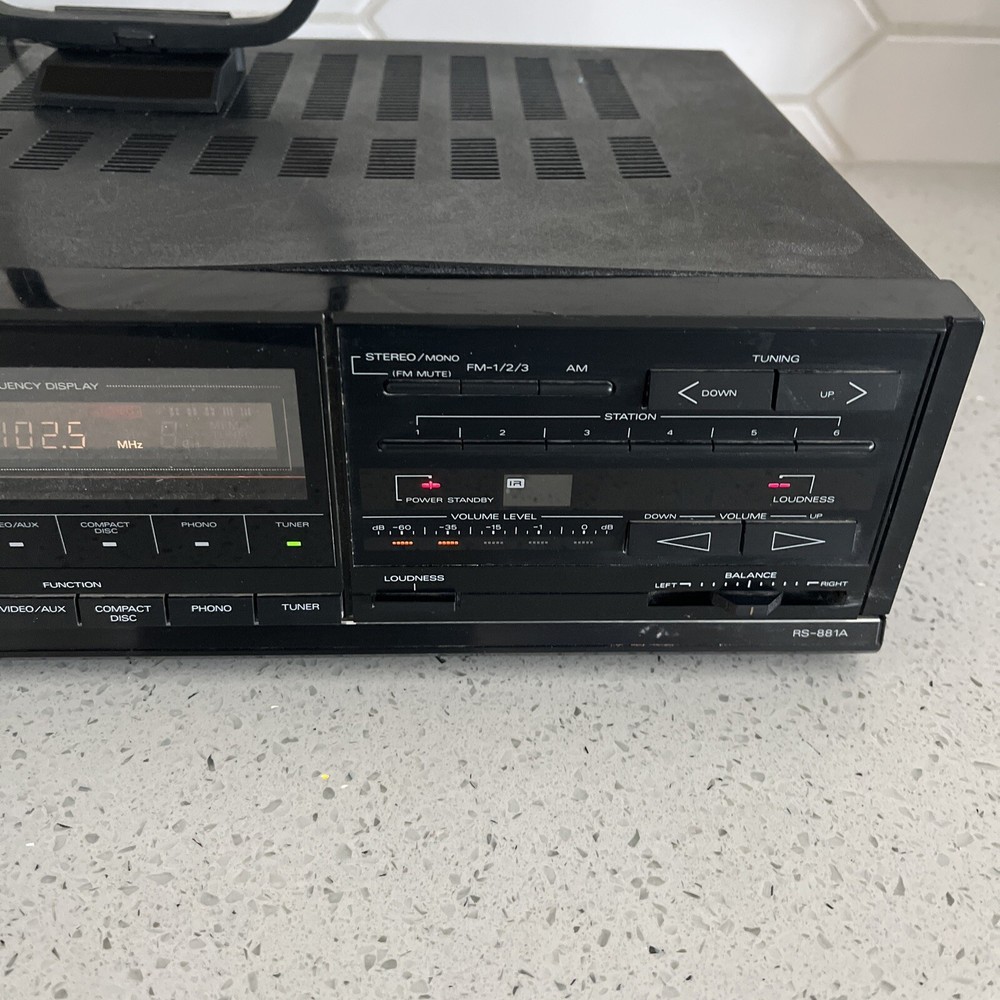 STEREO/MONO
(FM MUTE)
FM-1/2/3
AM
TUNING
DOWN
UP
STATION
1 2 3 4 5 6
UENCY DISPLAY
102.5 MHz
IR
POWER STANDBY
LOUDNESS
VOLUME LEVEL
dB -60 -35 -15 -1 0 dB
DOWN VOLUME UP
EO/AUX
COMPACT
DISC
PHONO
TUNER
LOUDNESS
BALANCE
LEFT RIGHT
FUNCTION
VIDEO/AUX
COMPACT
DISC
PHONO
TUNER
RS-881A